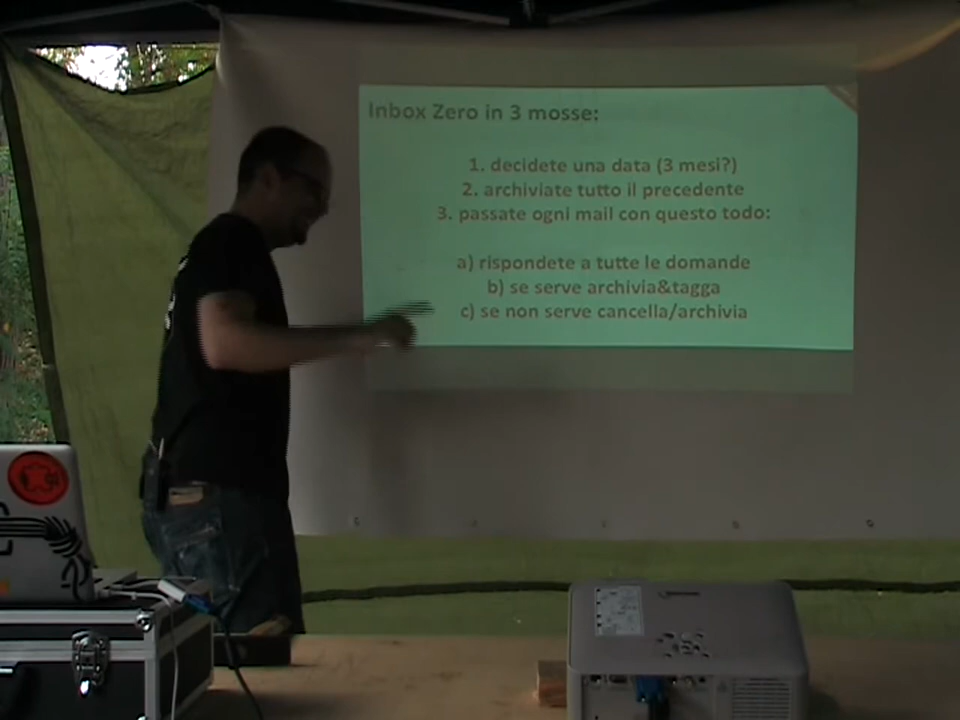 Inbox Zero in 3 mosse:
1. decidete una data (3 mesi?)
2. archiviate tutto il precedente
3. passate ogni mail con questo todo:
a) rispondete a tutte le domande
b) se serve archivia&tagga
c) se non serve cancella/archivia